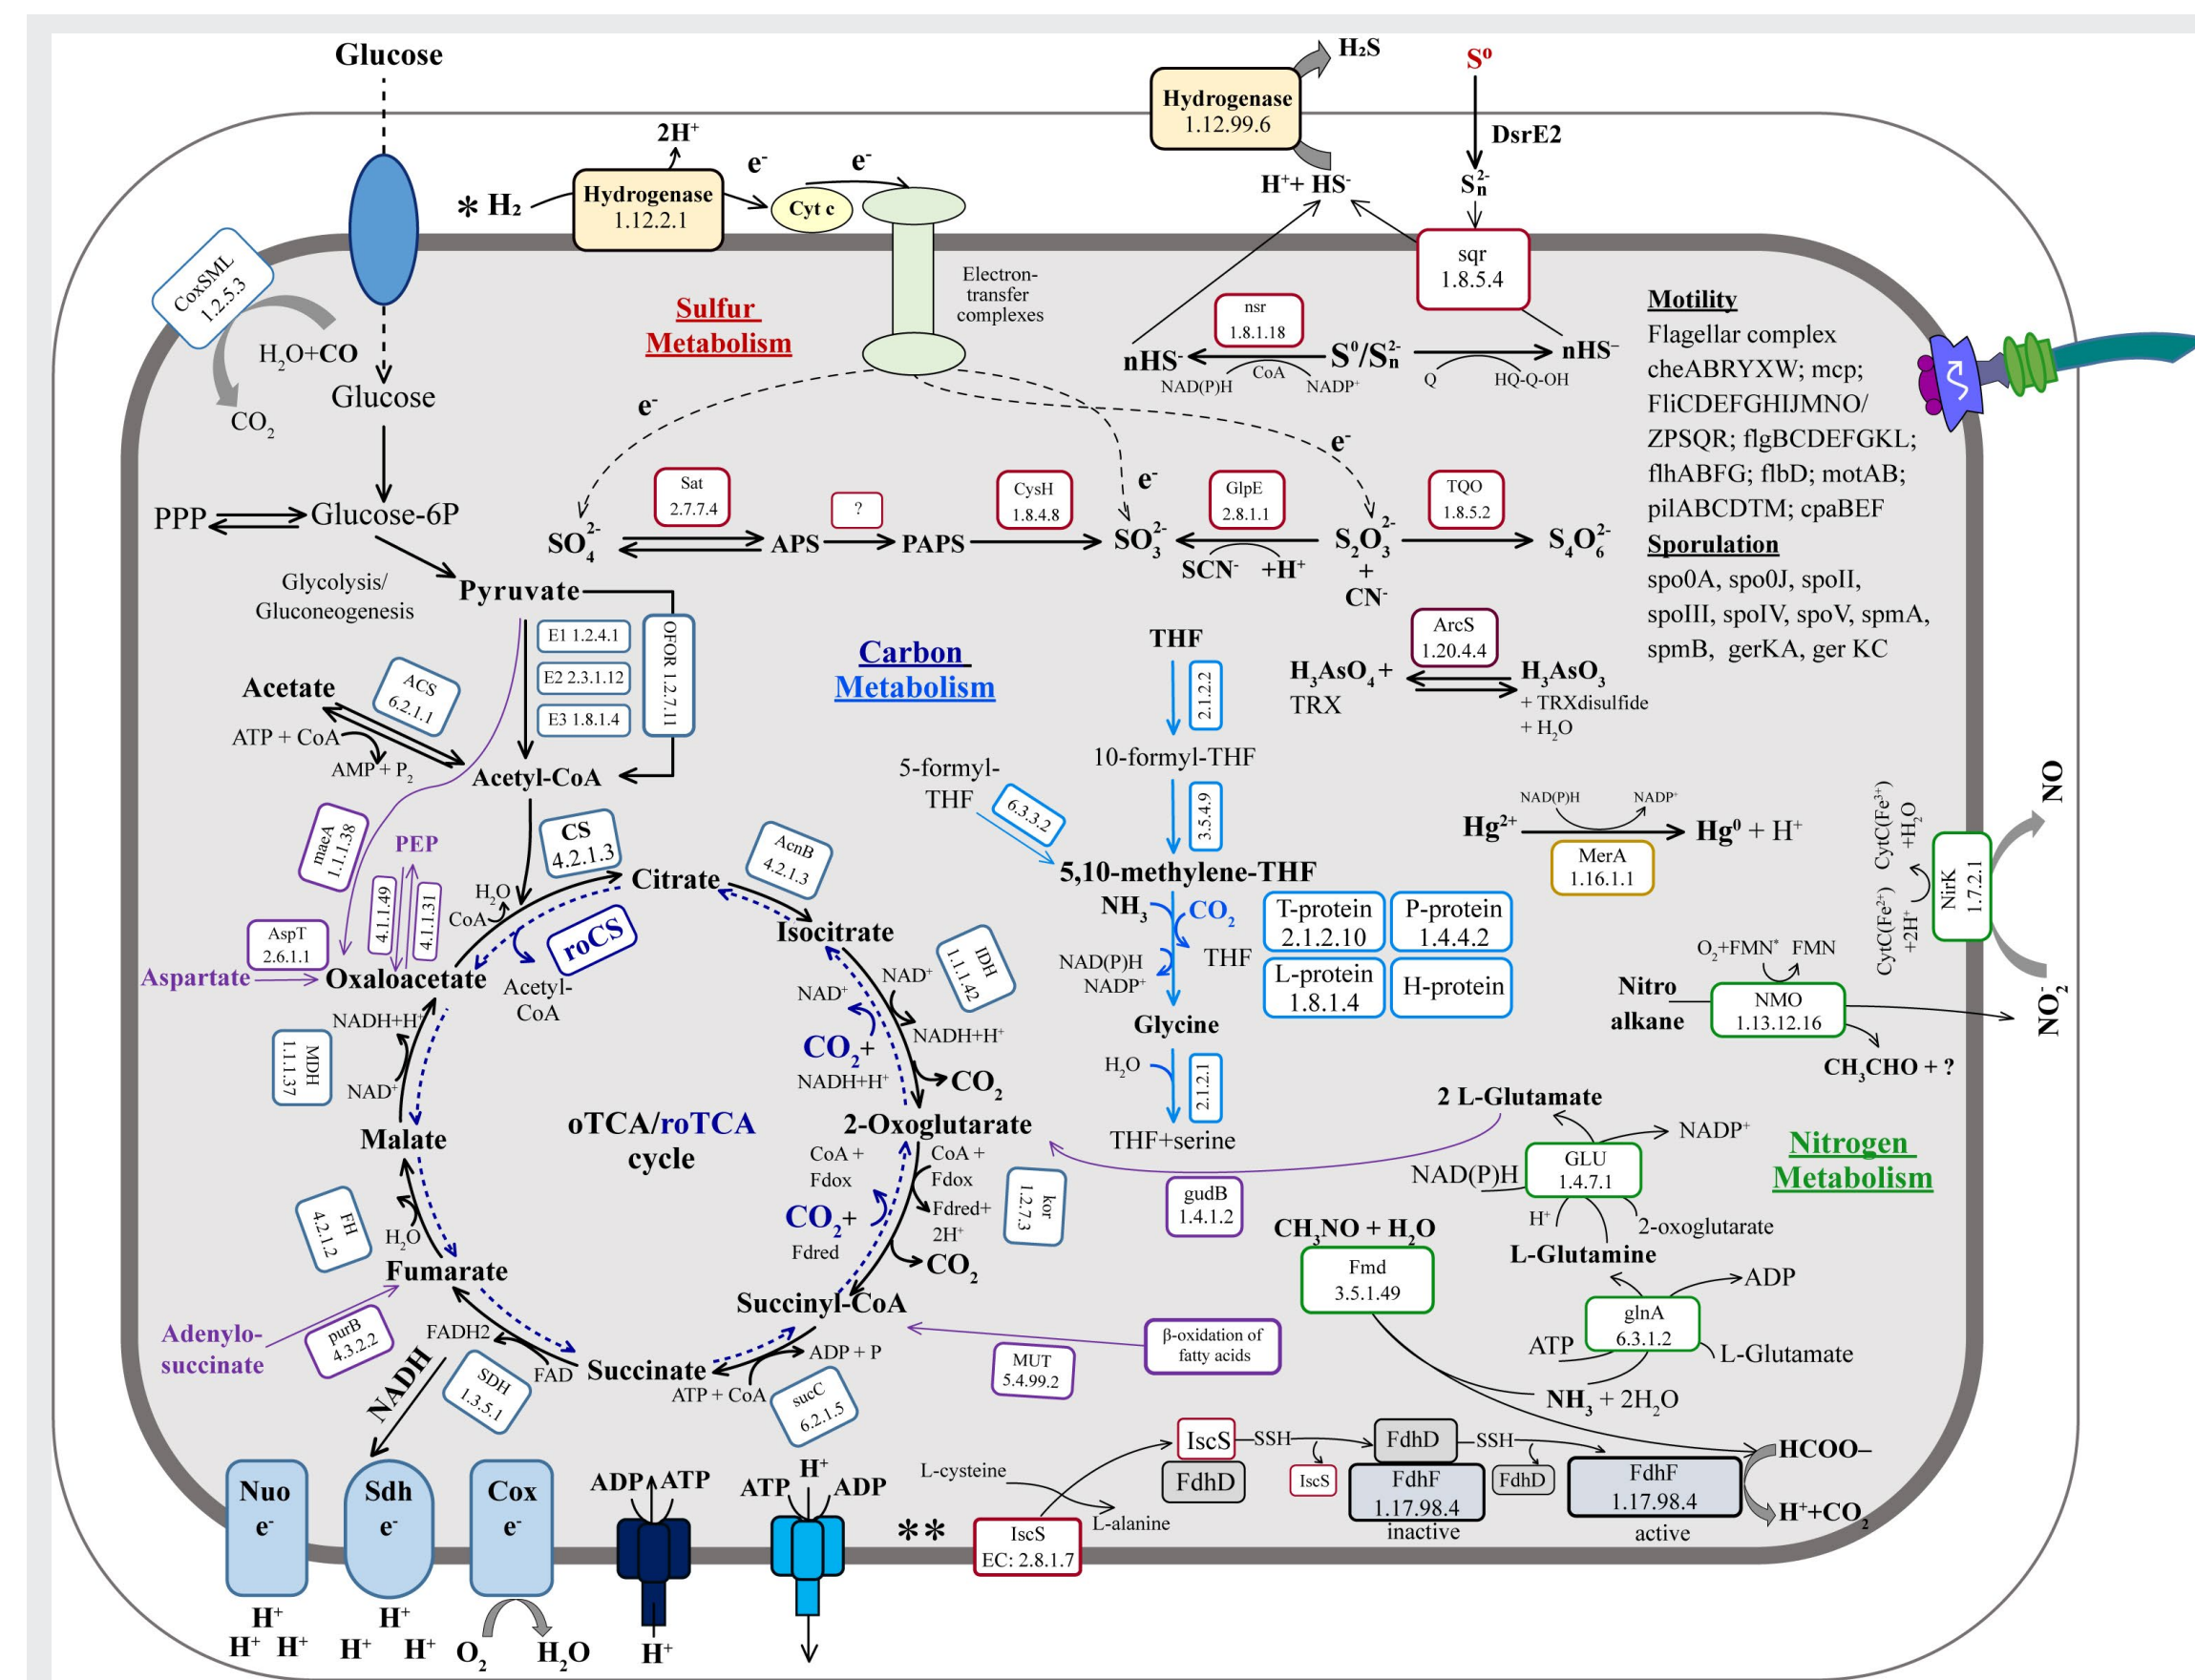 Glucose
H₂S
S⁰
Hydrogenase
1.12.99.6
DsrE2
2H⁺
e⁻
e⁻
* H₂
Hydrogenase
1.12.2.1
Cyt c
H⁺+ HS⁻
Sₙ²⁻
CoxSML
1.2.5.3
sqr
1.8.5.4
Electron-
transfer
complexes
Sulfur
Metabolism
nsr
1.8.1.18
H₂O+CO
CO₂
Glucose
nHS⁻
S⁰/Sₙ²⁻
nHS⁻
NAD(P)H
CoA
NADP⁺
Q
HQ-Q-OH
Motility
Flagellar complex
cheABRYXW; mcp;
FliCDEFGHIJMNO/
ZPSQR; flgBCDEFGKL;
flhABFG; flbD; motAB;
pilABCDTM; cpaBEF
Sporulation
spo0A, spo0J, spoII,
spoIII, spoIV, spoV, spmA,
spmB, gerKA, ger KC
e⁻
e⁻
e⁻
Sat
2.7.7.4
?
CysH
1.8.4.8
GlpE
2.8.1.1
TQO
1.8.5.2
PPP
Glucose-6P
SO₄²⁻
APS
PAPS
SO₃²⁻
S₂O₃²⁻
S₄O₆²⁻
SCN⁻ +H⁺
+
CN⁻
Glycolysis/
Gluconeogenesis
Pyruvate
E1 1.2.4.1
E2 2.3.1.12
E3 1.8.1.4
OFOR 1.2.7.11
Carbon
Metabolism
THF
2.1.2.2
ArcS
1.20.4.4
H₃AsO₄ +
TRX
H₃AsO₃
+ TRXdisulfide
+ H₂O
Acetate
ACS
6.2.1.1
ATP + CoA
AMP + P₂
Acetyl-CoA
10-formyl-THF
5-formyl-
THF
6.3.3.2
3.5.4.9
5,10-methylene-THF
NAD(P)H
NADP⁺
Hg²⁺
Hg⁰ + H⁺
MerA
1.16.1.1
CytC(Fe²⁺) CytC(Fe³⁺)
+2H⁺ +H₂O
NirK
1.7.2.1
NO
NO₂⁻
maeA
1.1.1.38
PEP
4.1.1.49
4.1.1.31
CS
4.2.1.3
H₂O
CoA
Citrate
AcnB
4.2.1.3
roCS
Acetyl-
CoA
Isocitrate
AspT
2.6.1.1
Aspartate
Oxaloacetate
NH₃
CO₂
THF
NAD(P)H
NADP⁺
T-protein
2.1.2.10
P-protein
1.4.4.2
L-protein
1.8.1.4
H-protein
Glycine
H₂O
2.1.2.1
THF+serine
O₂+FMN* FMN
Nitro
alkane
NMO
1.13.12.16
CH₃CHO + ?
IDH
1.1.1.42
NAD⁺
NAD⁺
NADH+H⁺
CO₂+
NADH+H⁺
CO₂
NADH+H⁺
MDH
1.1.1.37
NAD⁺
Malate
oTCA/roTCA
cycle
2-Oxoglutarate
CoA +
Fdox
CoA +
Fdox
CO₂+
Fdred
Fdred+
2H⁺
CO₂
kor
1.2.7.3
2 L-Glutamate
NADP⁺
GLU
1.4.7.1
NAD(P)H
H⁺
2-oxoglutarate
L-Glutamine
Nitrogen
Metabolism
gudB
1.4.1.2
FH
4.2.1.2
H₂O
Fumarate
CH₃NO + H₂O
Fmd
3.5.1.49
ADP
glnA
6.3.1.2
ATP
L-Glutamate
NH₃ + 2H₂O
Succinyl-CoA
Adenylo-
succinate
purB
4.3.2.2
FADH2
FAD
SDH
1.3.5.1
NADH
Succinate
ADP + P
ATP + CoA
sucC
6.2.1.5
MUT
5.4.99.2
β-oxidation of
fatty acids
Nuo
e⁻
Sdh
e⁻
Cox
e⁻
ADP ATP
H⁺
ATP ADP
**
L-cysteine
L-alanine
IscS
EC: 2.8.1.7
IscS
FdhD
SSH
IscS
FdhD
FdhF
1.17.98.4
inactive
SSH
FdhD
FdhF
1.17.98.4
active
HCOO–
H⁺+CO₂
H⁺
H⁺ H⁺
H⁺
H⁺ H⁺
O₂
H₂O
H⁺